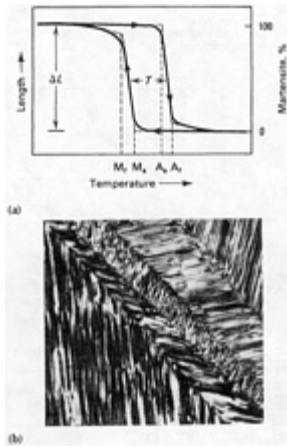 Length →
ΔL
T
100
0
Martensite, %
Mf Ms As Af
Temperature →
(a)
(b)